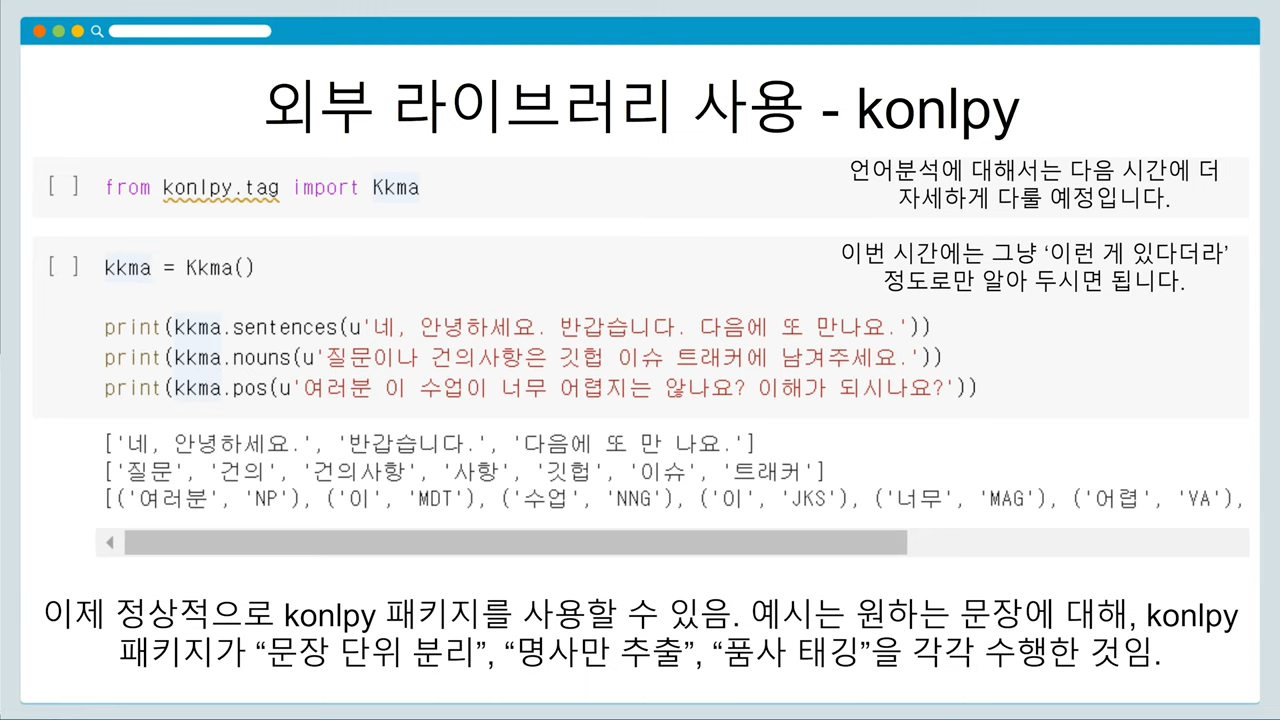 외부 라이브러리 사용 - konlpy
[ ] from konlpy.tag import Kkma
언어분석에 대해서는 다음 시간에 더
자세하게 다룰 예정입니다.
이번 시간에는 그냥 ‘이런 게 있다더라’
정도로만 알아 두시면 됩니다.
[ ] kkma = Kkma()
print(kkma.sentences(u'네, 안녕하세요. 반갑습니다. 다음에 또 만나요.'))
print(kkma.nouns(u'질문이나 건의사항은 깃헙 이슈 트래커에 남겨주세요.'))
print(kkma.pos(u'여러분 이 수업이 너무 어렵지는 않나요? 이해가 되시나요?'))
['네, 안녕하세요.', '반갑습니다.', '다음에 또 만 나요.']
['질문', '건의', '건의사항', '사항', '깃헙', '이슈', '트래커']
[('여러분', 'NP'), ('이', 'MDT'), ('수업', 'NNG'), ('이', 'JKS'), ('너무', 'MAG'), ('어렵', 'VA'),
이제 정상적으로 konlpy 패키지를 사용할 수 있음. 예시는 원하는 문장에 대해, konlpy
패키지가 “문장 단위 분리”, “명사만 추출”, “품사 태깅”을 각각 수행한 것임.